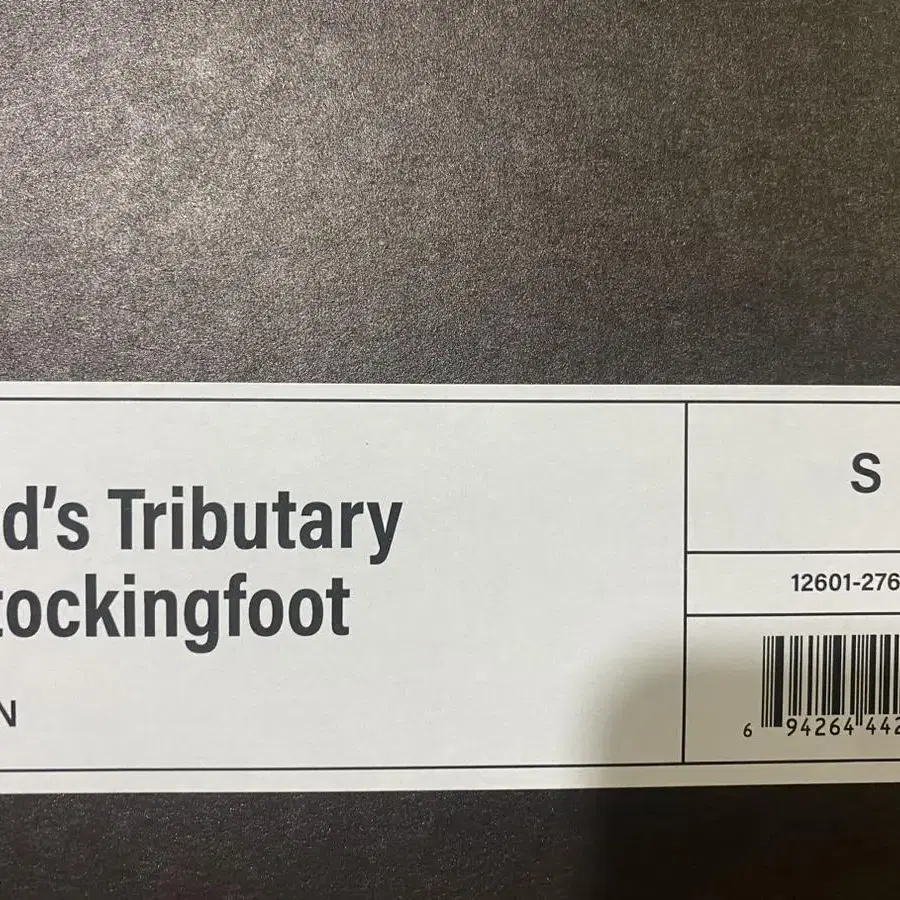 d's Tributary
tockingfoot
N
S
12601-276
6 94264 442